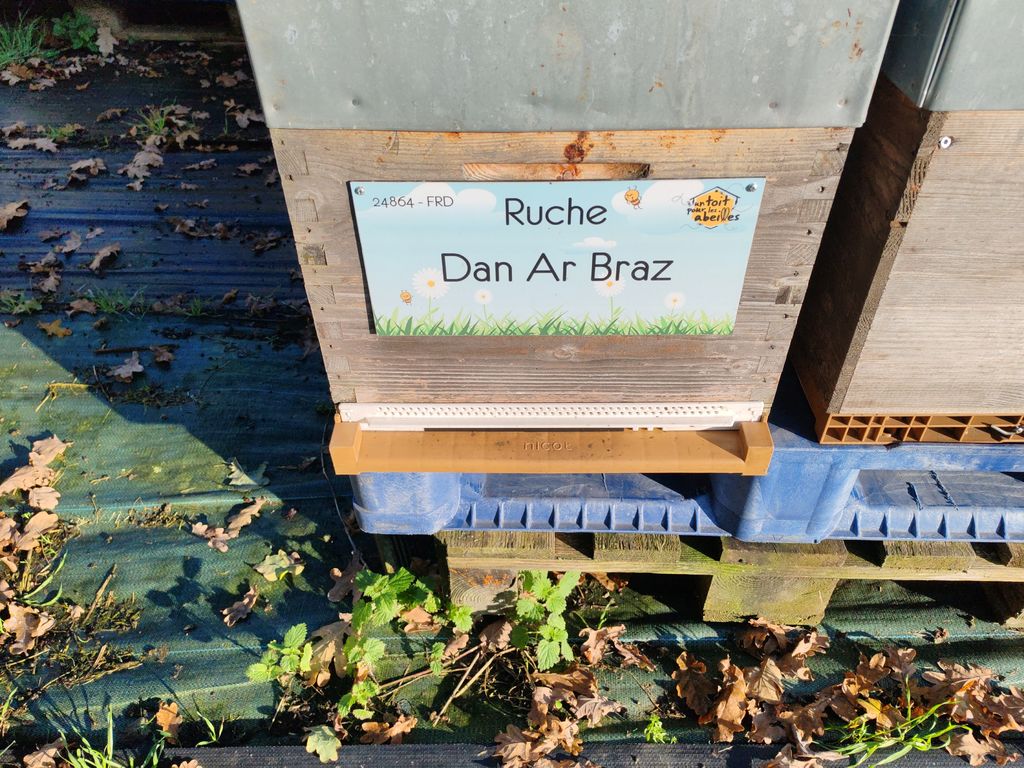 24864 - FRD
Ruche
un toit
pour les
abeilles
Dan Ar Braz
NICOT